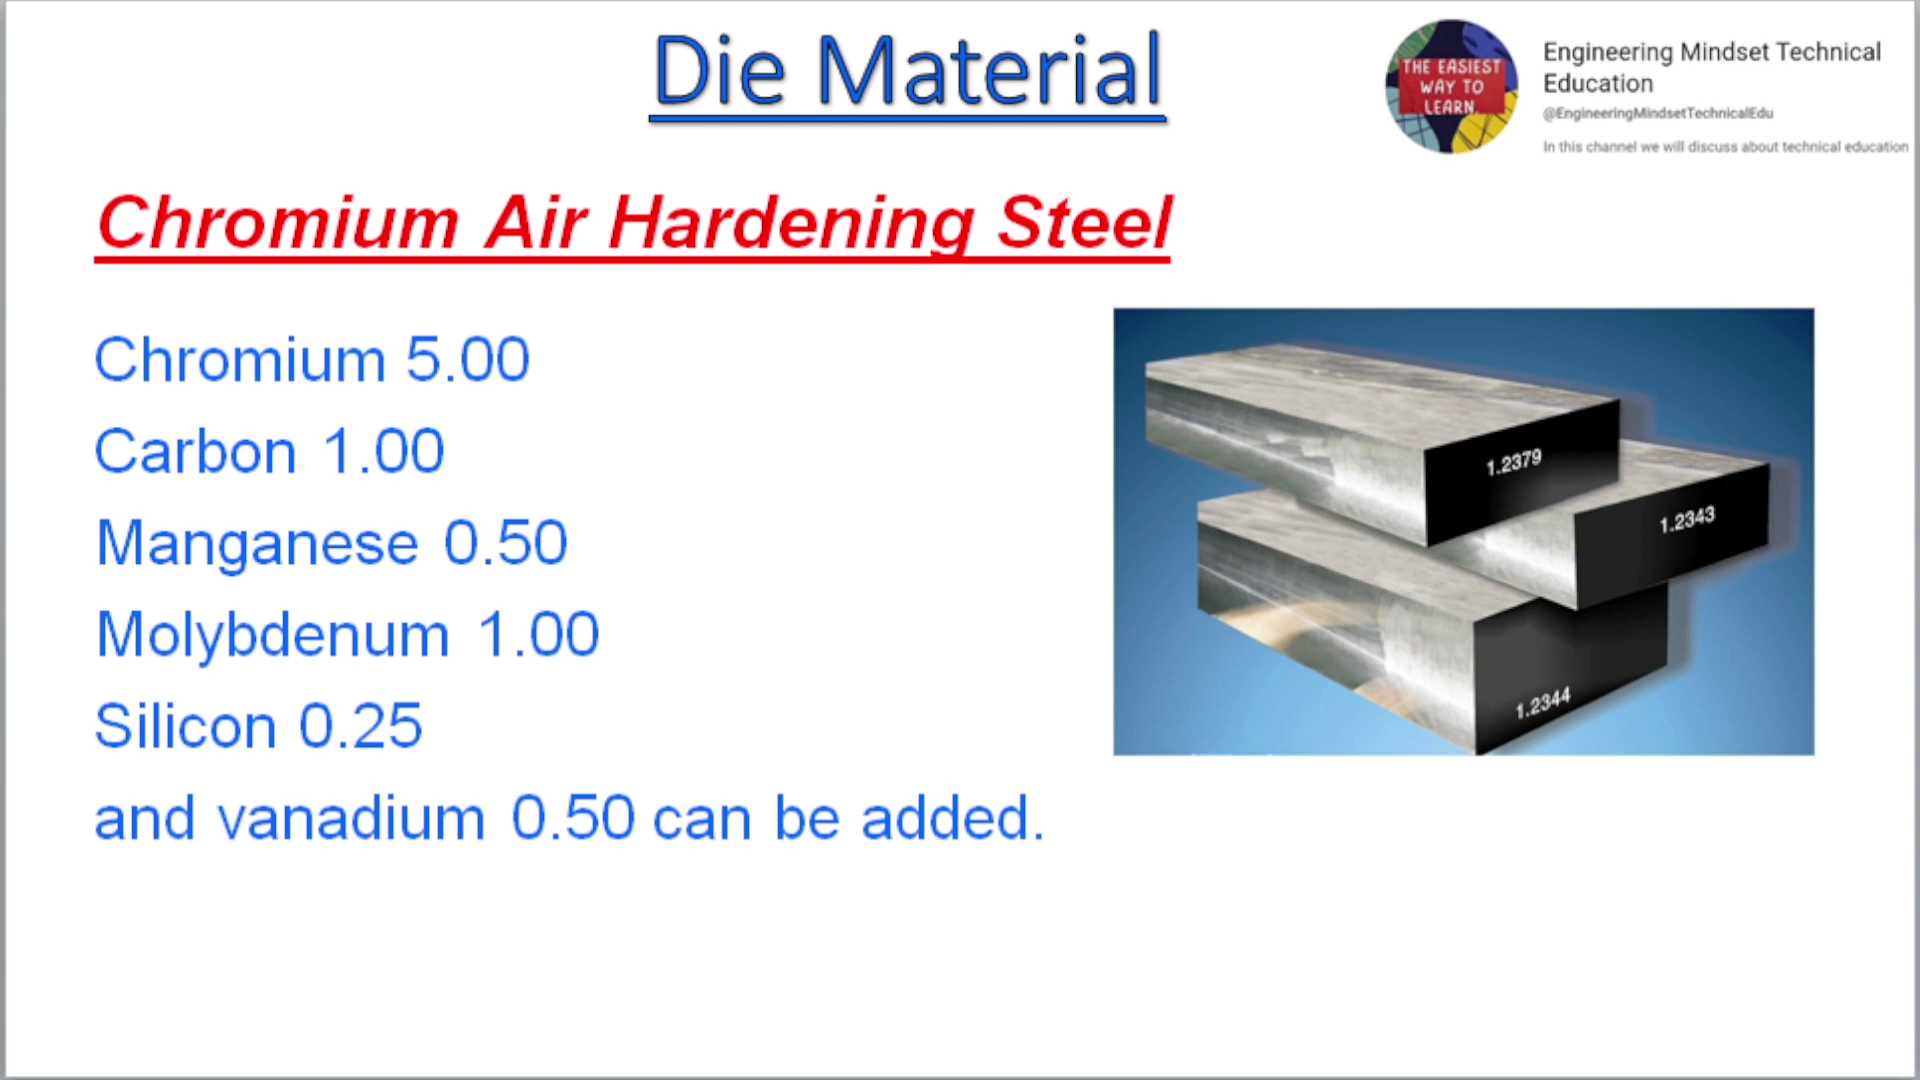 Die Material
THE EASIEST
WAY TO
LEARN.
Engineering Mindset Technical
Education
@EngineeringMindsetTechnicalEdu
In this channel we will discuss about technical education
Chromium Air Hardening Steel
Chromium 5.00
Carbon 1.00
Manganese 0.50
Molybdenum 1.00
Silicon 0.25
and vanadium 0.50 can be added.
1.2379
1.2343
1.2344